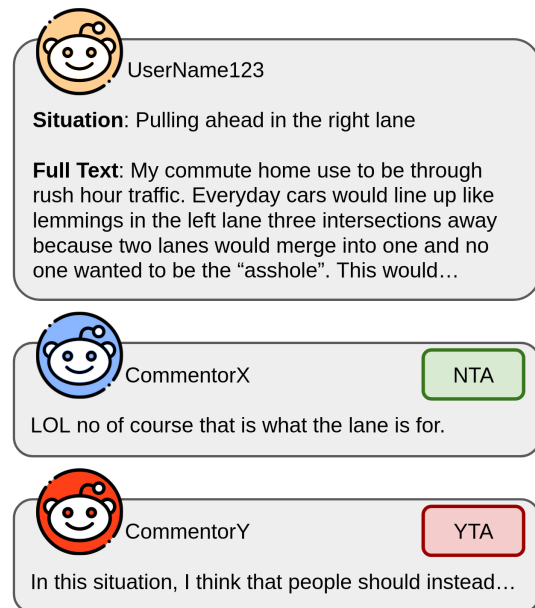 UserName123
Situation: Pulling ahead in the right lane
Full Text: My commute home use to be through
rush hour traffic. Everyday cars would line up like
lemmings in the left lane three intersections away
because two lanes would merge into one and no
one wanted to be the “asshole”. This would…
CommentorX
NTA
LOL no of course that is what the lane is for.
CommentorY
YTA
In this situation, I think that people should instead…